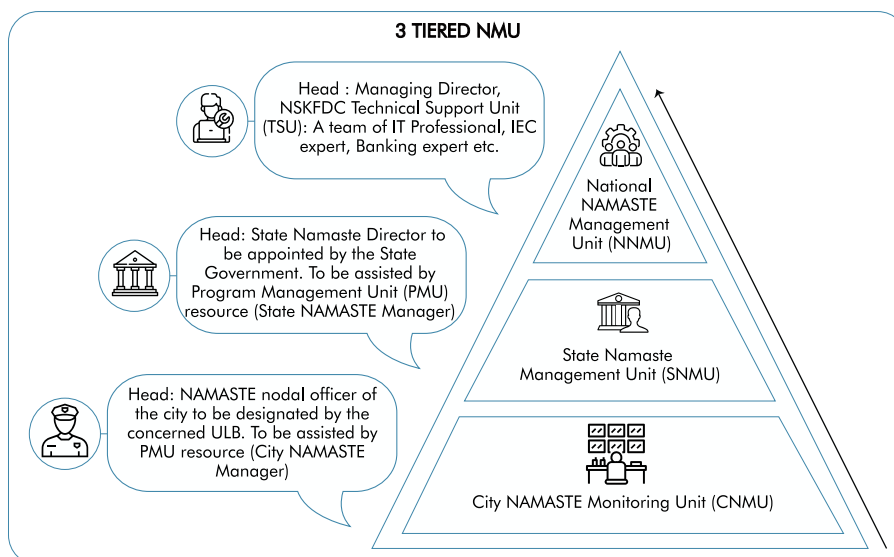 3 TIERED NMU
Head : Managing Director,
NSKFDC Technical Support Unit
(TSU): A team of IT Professional, IEC
expert, Banking expert etc.
National
NAMASTE
Management
Unit (NNMU)
Head: State Namaste Director to
be appointed by the State
Government. To be assisted by
Program Management Unit (PMU)
resource (State NAMASTE Manager)
State Namaste
Management Unit (SNMU)
Head: NAMASTE nodal officer of
the city to be designated by the
concerned ULB. To be assisted by
PMU resource (City NAMASTE
Manager)
City NAMASTE Monitoring Unit (CNMU)